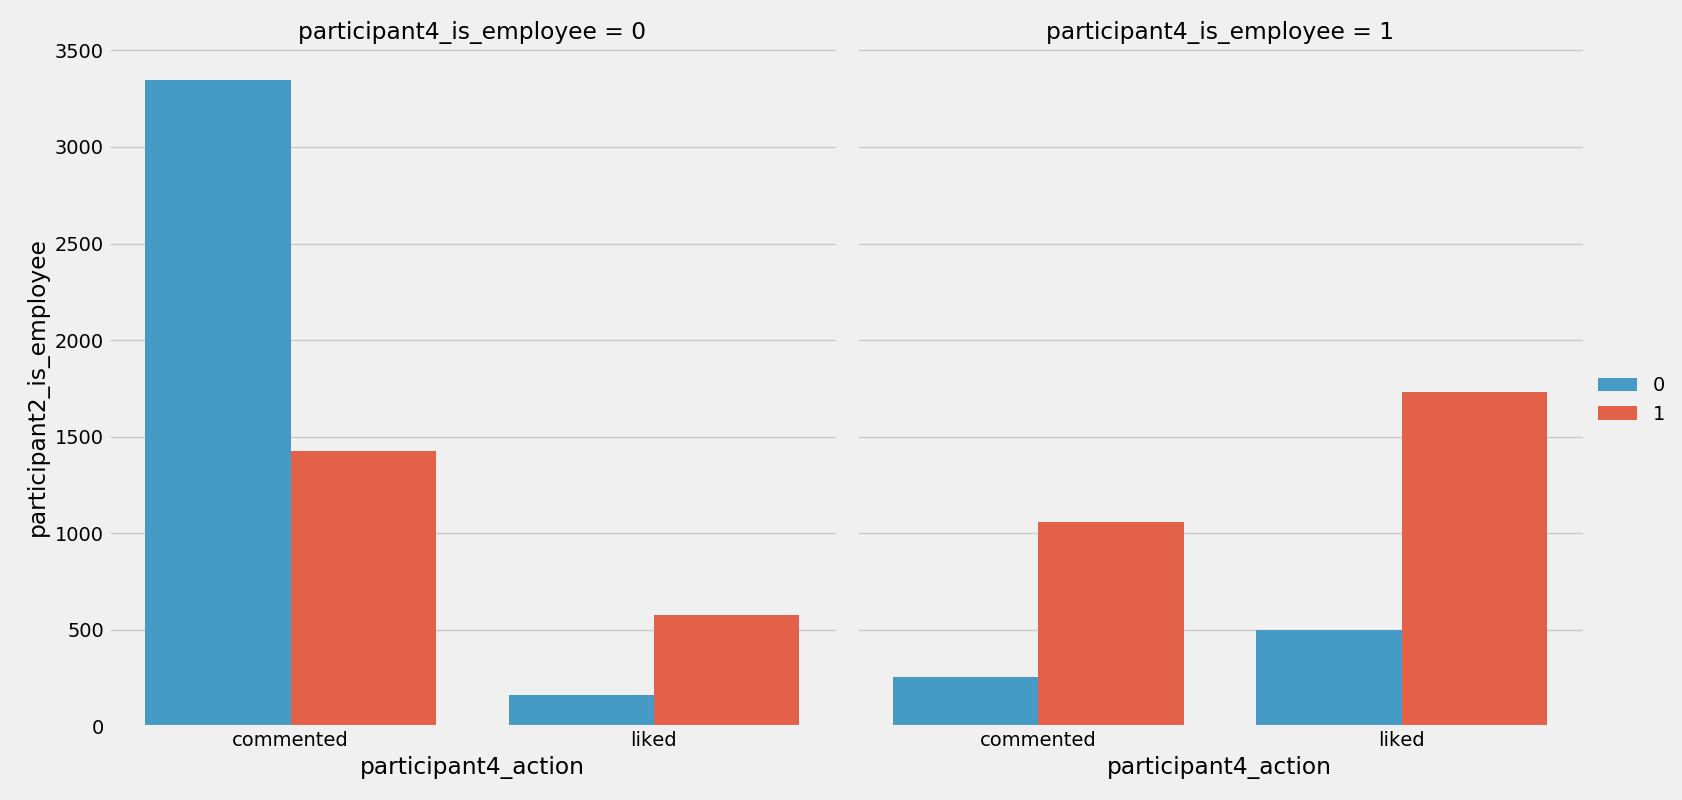 participant4_is_employee = 0
participant4_is_employee = 1
3500
3000
2500
2000
1500
1000
500
0
participant2_is_employee
commented
liked
commented
liked
participant4_action
participant4_action
0
1